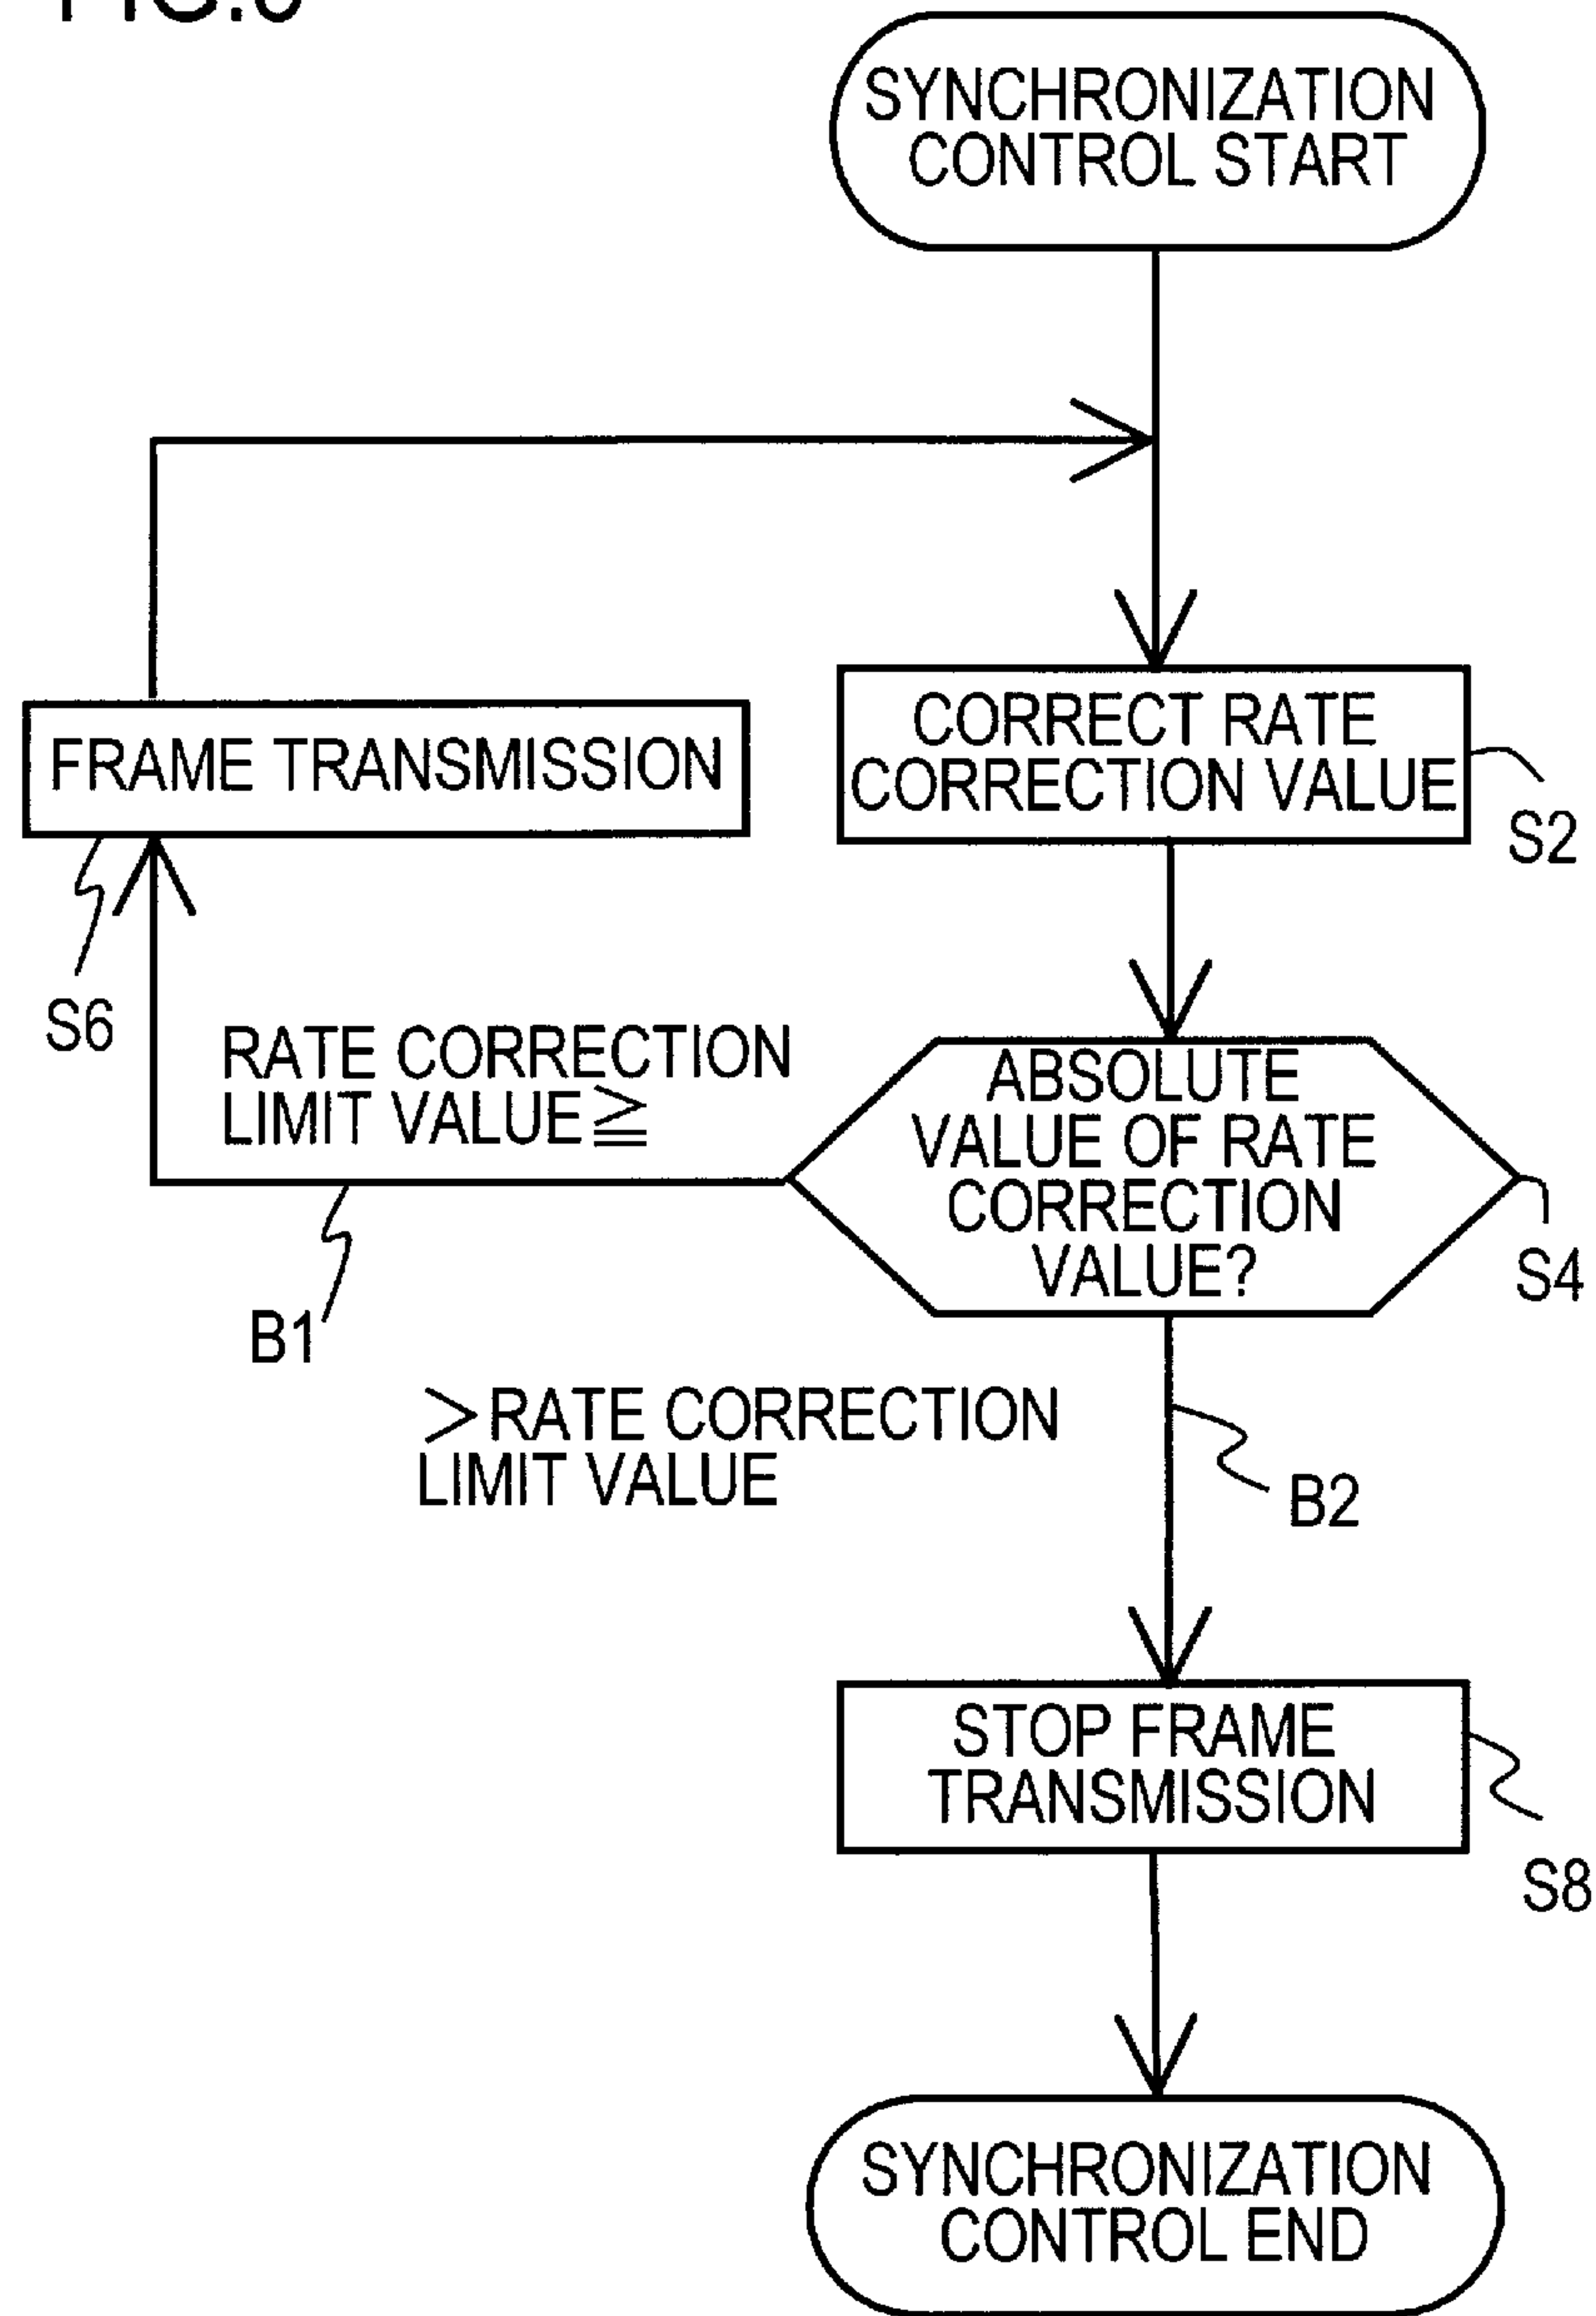 SYNCHRONIZATION
CONTROL START
CORRECT RATE
CORRECTION VALUE
S2
FRAME TRANSMISSION
S6
RATE CORRECTION
LIMIT VALUE≧
B1
ABSOLUTE
VALUE OF RATE
CORRECTION
VALUE?
S4
>RATE CORRECTION
LIMIT VALUE
B2
STOP FRAME
TRANSMISSION
S8
SYNCHRONIZATION
CONTROL END